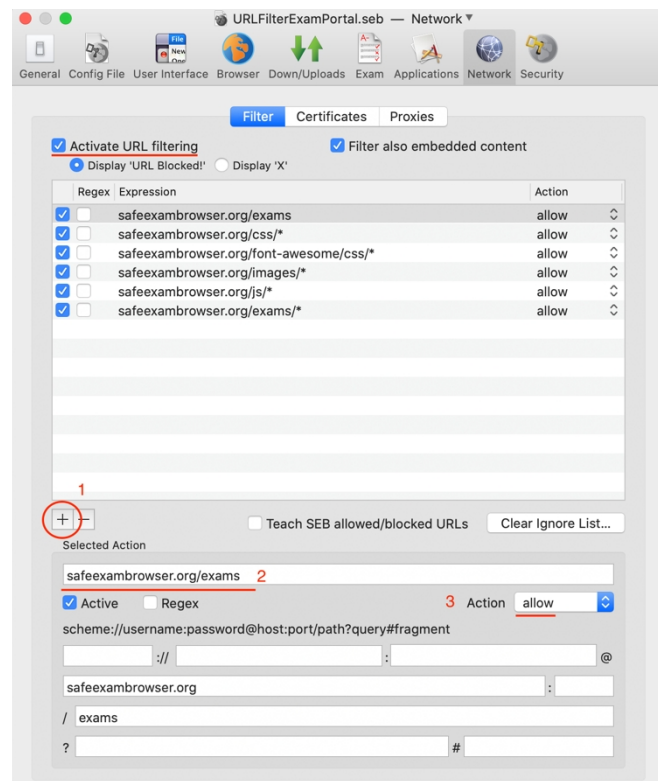 URLFilterExamPortal.seb — Network
File
New
One
A-
General Config File User Interface Browser Down/Uploads Exam Applications Network Security
Filter Certificates Proxies
Activate URL filtering Filter also embedded content
Display 'URL Blocked!' Display 'X'
Regex Expression Action
safeexambrowser.org/exams allow
safeexambrowser.org/css/* allow
safeexambrowser.org/font-awesome/css/* allow
safeexambrowser.org/images/* allow
safeexambrowser.org/js/* allow
safeexambrowser.org/exams/* allow
1
+ −
Teach SEB allowed/blocked URLs Clear Ignore List...
Selected Action
safeexambrowser.org/exams 2
Active Regex 3 Action allow
scheme://username:password@host:port/path?query#fragment
:// : @
safeexambrowser.org :
/ exams
? #